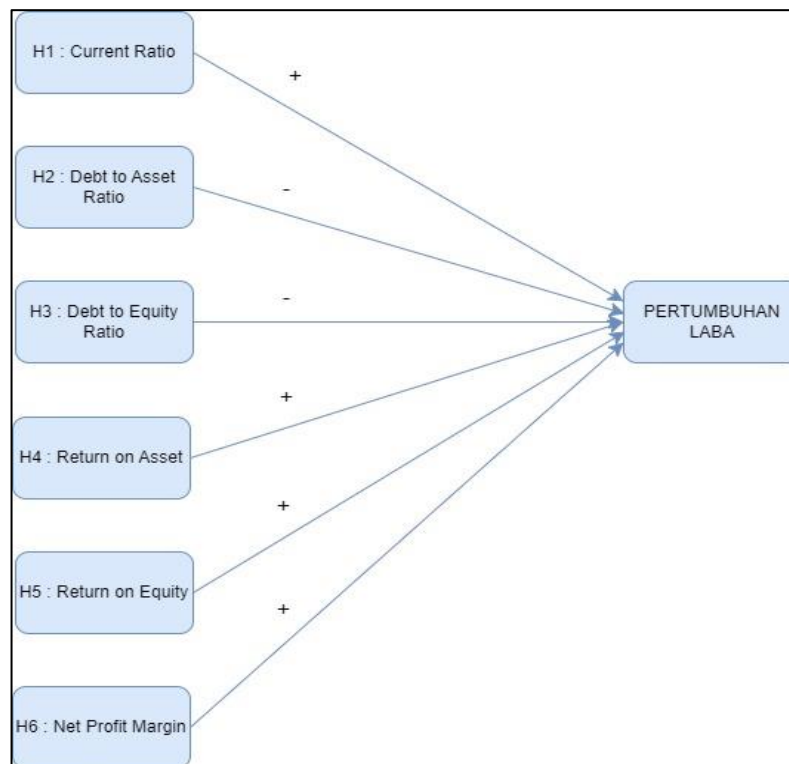 H1 : Current Ratio
+
H2 : Debt to Asset
Ratio
-
H3 : Debt to Equity
Ratio
-
PERTUMBUHAN
LABA
+
H4 : Return on Asset
+
H5 : Return on Equity
+
H6 : Net Profit Margin